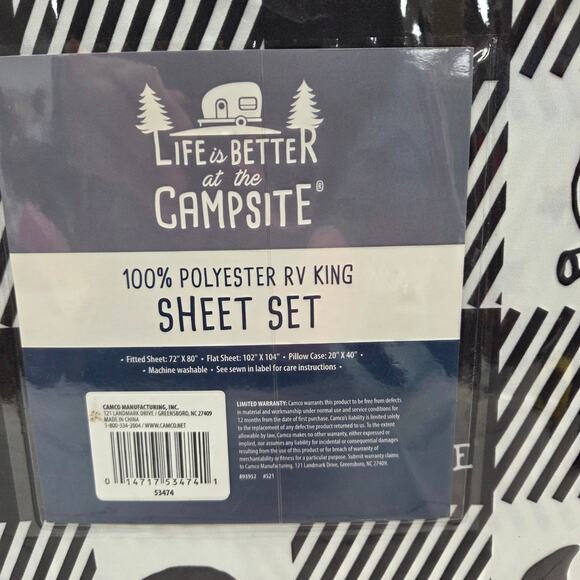 LIFE is BETTER
at the
CAMPSITE®
100% POLYESTER RV KING
SHEET SET
• Fitted Sheet: 72" X 80" • Flat Sheet: 102" X 104" • Pillow Case: 20" X 40" •
• Machine washable • See sewn in label for care instructions •
CAMCO MANUFACTURING, INC.
121 LANDMARK DRIVE / GREENSBORO, NC 27409
MADE IN CHINA
1-800-334-2004 / WWW.CAMCO.NET
0 14717 53474 1
53474
LIMITED WARRANTY: Camco warrants this product to be free from defects
in material and workmanship under normal use and service conditions for
12 months from the date of first purchase. Camco's liability is limited solely
to the replacement of any defective product returned to us. To the extent
allowable by law, Camco makes no other warranty, either expressed or
implied, nor assumes any liability for incidental or consequential damages
resulting from the use of this product or for breach of warranty of
merchantability or fitness for a particular purpose. Submit warranty claims
to Camco Manufacturing, 121 Landmark Drive, Greensboro, NC 27409.
893952 #521
E